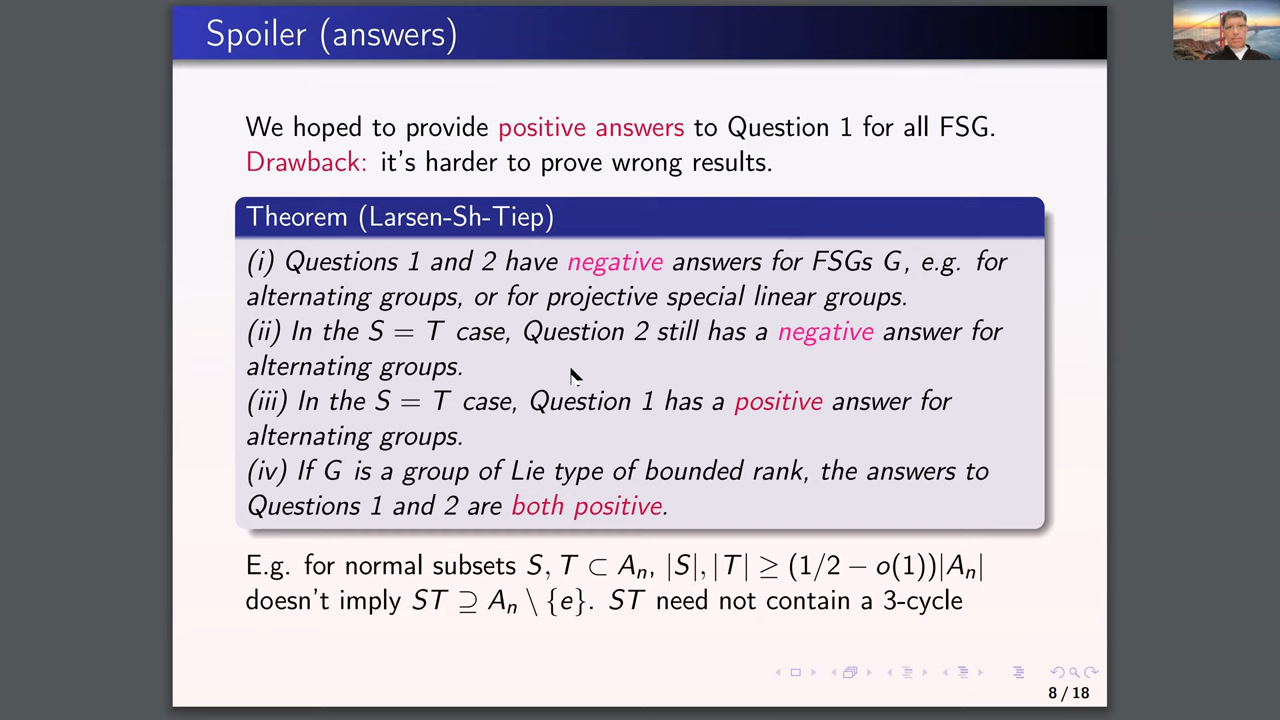 Spoiler (answers)
We hoped to provide positive answers to Question 1 for all FSG.
Drawback: it's harder to prove wrong results.
Theorem (Larsen-Sh-Tiep)
(i) Questions 1 and 2 have negative answers for FSGs G, e.g. for
alternating groups, or for projective special linear groups.
(ii) In the S = T case, Question 2 still has a negative answer for
alternating groups.
(iii) In the S = T case, Question 1 has a positive answer for
alternating groups.
(iv) If G is a group of Lie type of bounded rank, the answers to
Questions 1 and 2 are both positive.
E.g. for normal subsets S, T ⊂ Aₙ, |S|, |T| ≥ (1/2 − o(1))|Aₙ|
doesn't imply ST ⊇ Aₙ \ {e}. ST need not contain a 3-cycle
8 / 18